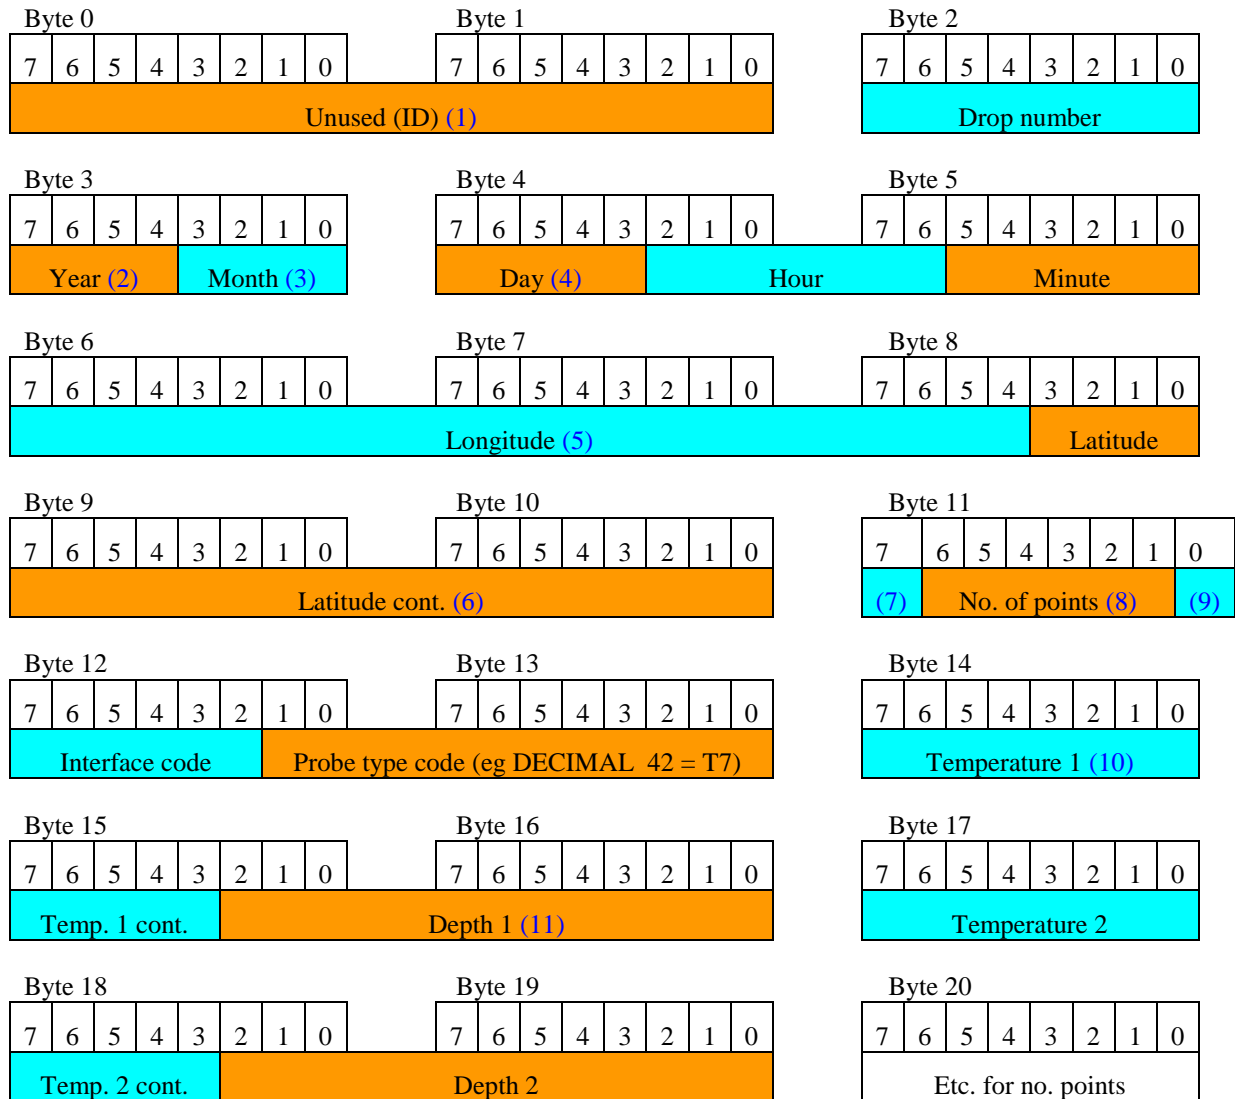 Byte 0 Byte 1 Byte 2
7 6 5 4 3 2 1 0 7 6 5 4 3 2 1 0 7 6 5 4 3 2 1 0
Unused (ID) (1) Drop number
Byte 3 Byte 4 Byte 5
7 6 5 4 3 2 1 0 7 6 5 4 3 2 1 0 7 6 5 4 3 2 1 0
Year (2) Month (3) Day (4) Hour Minute
Byte 6 Byte 7 Byte 8
7 6 5 4 3 2 1 0 7 6 5 4 3 2 1 0 7 6 5 4 3 2 1 0
Longitude (5) Latitude
Byte 9 Byte 10 Byte 11
7 6 5 4 3 2 1 0 7 6 5 4 3 2 1 0 7 6 5 4 3 2 1 0
Latitude cont. (6) (7) No. of points (8) (9)
Byte 12 Byte 13 Byte 14
7 6 5 4 3 2 1 0 7 6 5 4 3 2 1 0 7 6 5 4 3 2 1 0
Interface code Probe type code (eg DECIMAL 42 = T7) Temperature 1 (10)
Byte 15 Byte 16 Byte 17
7 6 5 4 3 2 1 0 7 6 5 4 3 2 1 0 7 6 5 4 3 2 1 0
Temp. 1 cont. Depth 1 (11) Temperature 2
Byte 18 Byte 19 Byte 20
7 6 5 4 3 2 1 0 7 6 5 4 3 2 1 0 7 6 5 4 3 2 1 0
Temp. 2 cont. Depth 2 Etc. for no. points